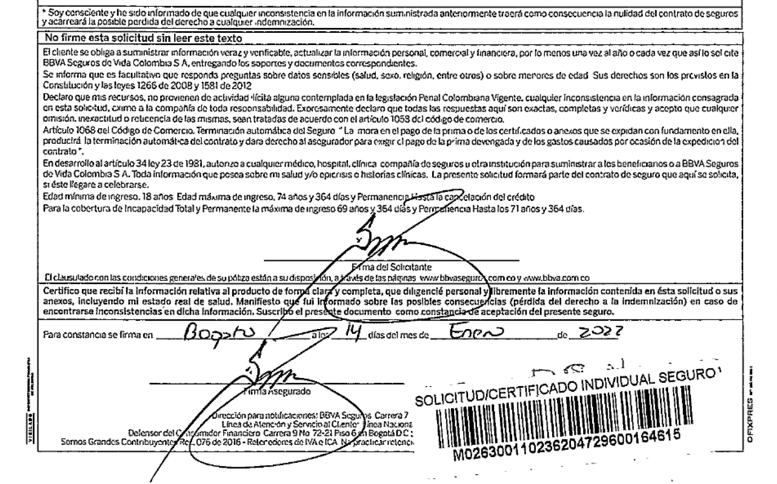 * Soy consciente y he sido informado de que cualquier inconsistencia en la información suministrada anteriormente traerá como consecuencia la nulidad del contrato de seguros
y acarreará la posible perdida del derecho a cualquier indemnización.
No firme esta solicitud sin leer este texto
El cliente se obliga a suministrar información veraz y verificable, actualizar la información personal, comercial y financiera, por lo menos una vez al año o cada vez que así lo solicite
BBVA Seguros de Vida Colombia S A, entregando los soportes y documentos correspondientes.
Se informa que es facultativo que responda preguntas sobre datos sensibles (salud, sexo, religión, entre otros) o sobre menores de edad Sus derechos son los previstos en la
Constitución y las leyes 1266 de 2008 y 1581 de 2012
Declaro que mis recursos, no provienen de actividad ilícita alguna contemplada en la legislación Penal Colombiana Vigente, cualquier inconsistencia en la información consagrada
en esta solicitud, exime a la compañía de toda responsabilidad. Expresamente declaro que todas las respuestas aquí son exactas, completas y verídicas y acepto que cualquier
omisión, inexactitud o reticencia de las mismas, sean tratadas de acuerdo con el artículo 1058 del código de comercio.
Artículo 1068 del Código de Comercio. Terminación automática del Seguro " La mora en el pago de la prima o de los certificados o anexos que se expidan con fundamento en ella,
producirá la terminación automática del contrato y dara derecho al asegurador para exigir el pago de la prima devengada y de los gastos causados por ocasión de la expedición del
contrato ".
En desarrollo al artículo 34 ley 23 de 1981, autorizo a cualquier médico, hospital, clínica compañía de seguros u otra institución para suministrar a los beneficiarios o a BBVA Seguros
de Vida Colombia S A. Toda información que posea sobre mi salud y/o epicrisis o historias clínicas. La presente solicitud formará parte del contrato de seguro que aquí se solicita,
si éste llegare a celebrarse.
Edad mínima de ingreso. 18 años Edad máxima de ingreso, 74 años y 364 días y Permanencia Hasta la cancelación del crédito
Para la cobertura de Incapacidad Total y Permanente la máxima de ingreso 69 años y 364 días y Permanencia Hasta los 71 años y 364 días.
Firma del Solicitante
El clausulado con las condiciones generales de su póliza están a su disposición, a través de las páginas www bbvaseguros com co y www.bbva.com co
Certifico que recibí la información relativa al producto de forma clara y completa, que diligencié personal y libremente la información contenida en ésta solicitud o sus
anexos, incluyendo mi estado real de salud. Manifiesto que fui informado sobre las posibles consecuencias (pérdida del derecho a la indemnización) en caso de
encontrarse inconsistencias en dicha información. Suscribo el presente documento como constancia de aceptación del presente seguro.
Para constancia se firma en Bogota a los 14 días del mes de Enero de 2022
Firma Asegurado
Dirección para notificaciones: BBVA Seguros Carrera 7
Línea de Atención y Servicio al Cliente Línea Naciona
Defensor del Consumidor Financiero Carrera 9 No 72-21 Piso 6 en Bogotá D C
Somos Grandes Contribuyentes Res. 076 de 2016 - Retenedores de IVA e ICA No practicar retenc
SOLICITUD/CERTIFICADO INDIVIDUAL SEGURO
M026300110236204729600164615